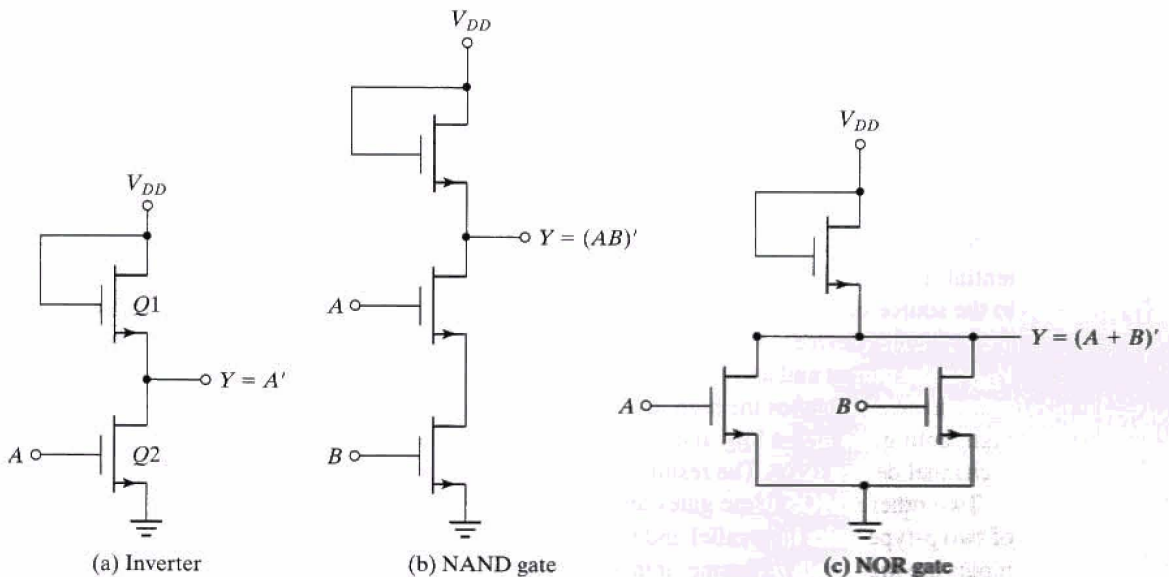 V_DD
Q1
Y = A'
A
Q2
(a) Inverter
V_DD
Y = (AB)'
A
B
(b) NAND gate
V_DD
Y = (A + B)'
A
B
(c) NOR gate